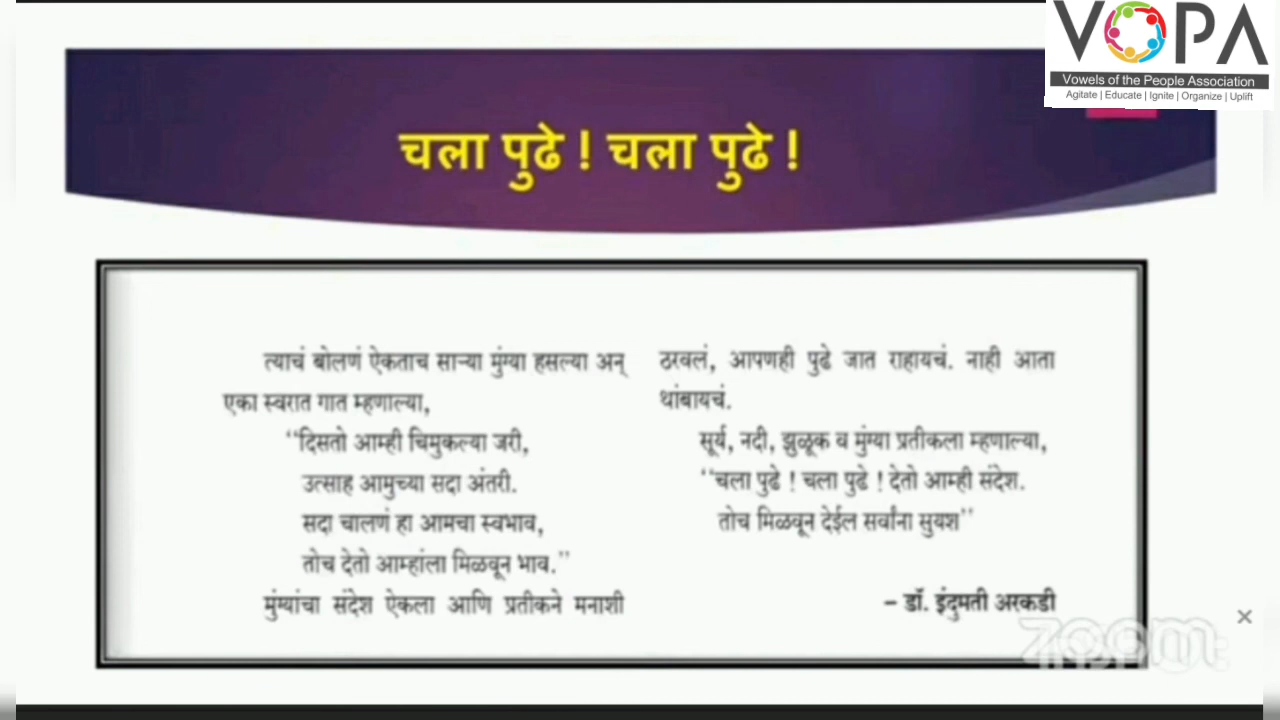 VOPA
Vowels of the People Association
Agitate | Educate | Ignite | Organize | Uplift
चला पुढे ! चला पुढे !
त्याचं बोलणं ऐकताच साऱ्या मुंग्या हसल्या अन्
एका स्वरात गात म्हणाल्या,
‘‘दिसतो आम्ही चिमुकल्या जरी,
उत्साह आमुच्या सदा अंतरी.
सदा चालणं हा आमचा स्वभाव,
तोच देतो आम्हांला मिळवून भाव.’’
मुंग्यांचा संदेश ऐकला आणि प्रतीकने मनाशी
ठरवलं, आपणही पुढे जात राहायचं. नाही आता
थांबायचं.
सूर्य, नदी, झुळूक व मुंग्या प्रतीकला म्हणाल्या,
‘‘चला पुढे ! चला पुढे ! देतो आम्ही संदेश.
तोच मिळवून देईल सर्वांना सुयश’’
– डॉ. इंदुमती अरकडी
zoom